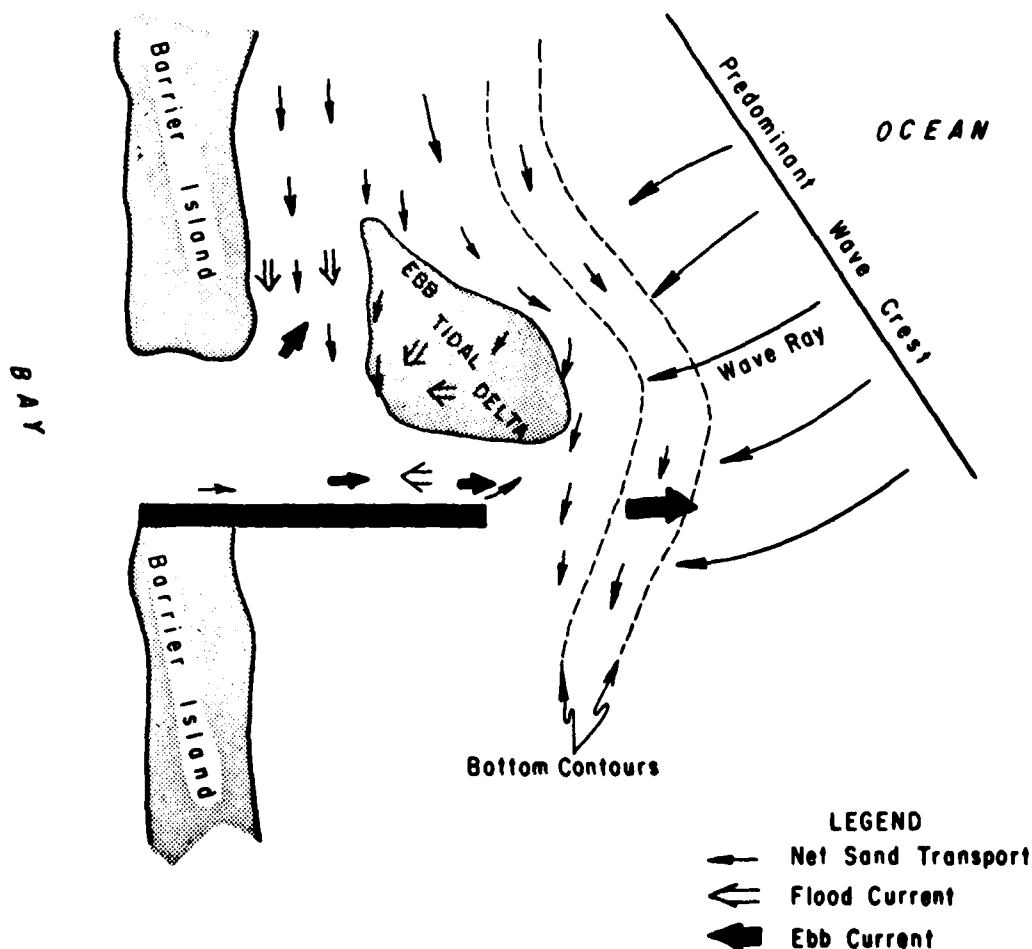 Barrier Island
Predominant Wave Crest
OCEAN
EBB
TIDAL
DELTA
Wave Ray
BAY
Barrier Island
Bottom Contours
LEGEND
Net Sand Transport
Flood Current
Ebb Current